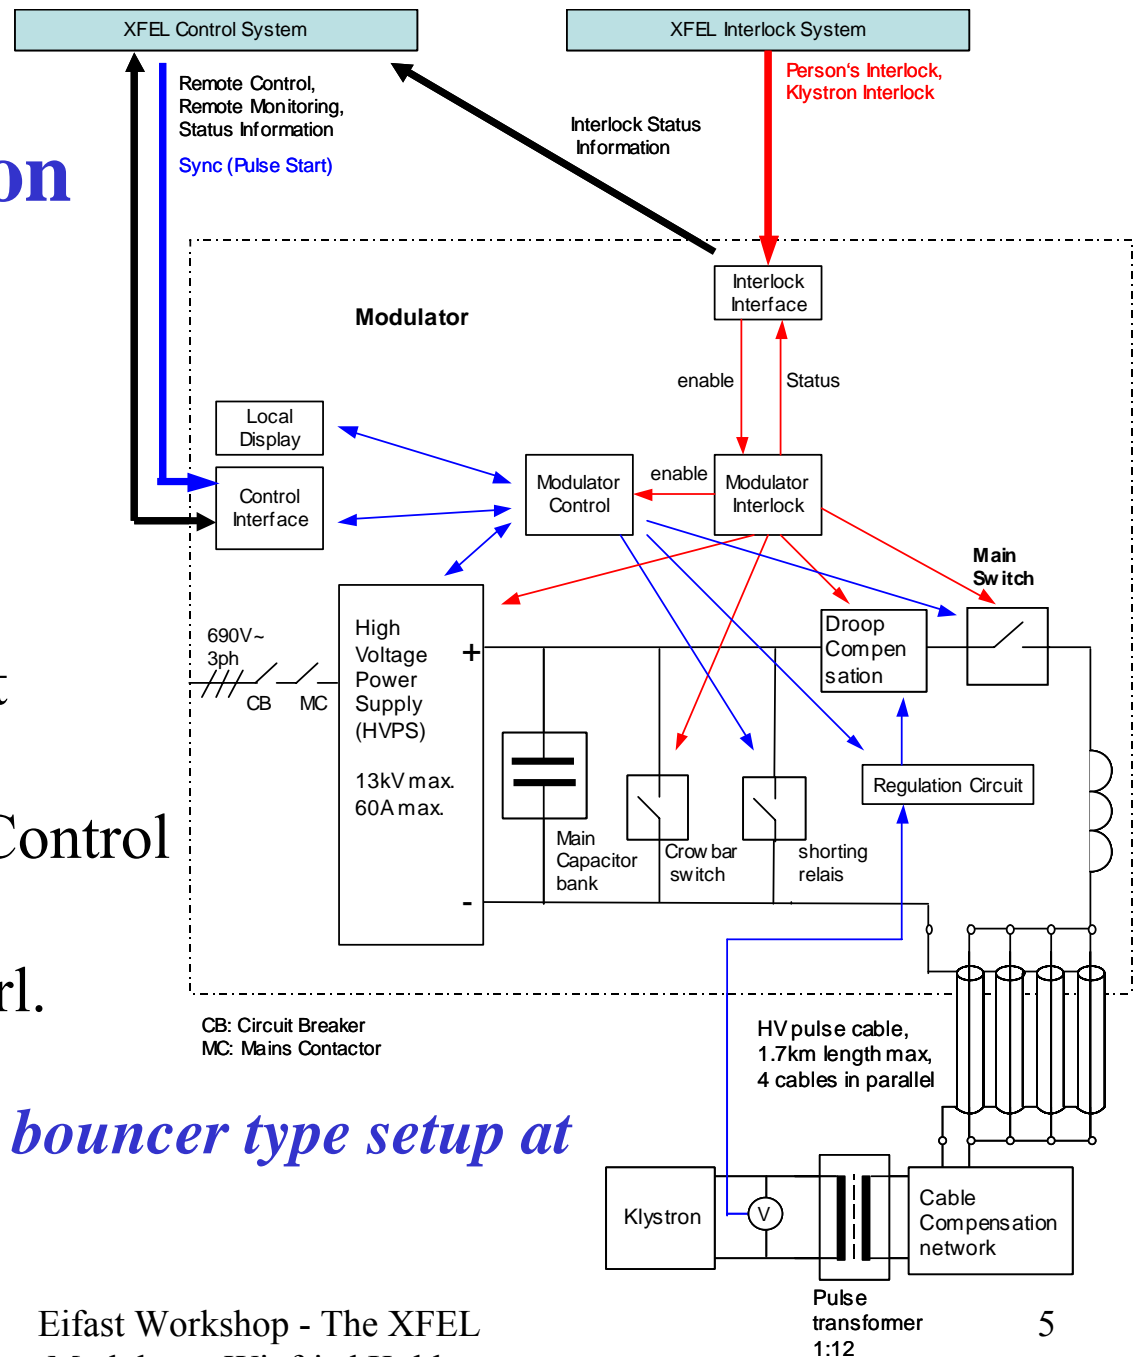 XFEL Control System
XFEL Interlock System
Remote Control,
Remote Monitoring,
Status Information
Sync (Pulse Start)
Person's Interlock,
Klystron Interlock
Interlock Status
Information
on
Interlock
Interface
Modulator
enable
Status
Local
Display
Control
Interface
Modulator
Control
enable
Modulator
Interlock
Main
Switch
690V~
3ph
CB
MC
High
Voltage
Power
Supply
(HVPS)
13kV max.
60A max.
+
-
Droop
Compen
sation
Regulation Circuit
Main
Capacitor
bank
Crowbar
switch
shorting
relais
t
Control
rl.
CB: Circuit Breaker
MC: Mains Contactor
HV pulse cable,
1.7km length max,
4 cables in parallel
bouncer type setup at
Klystron
V
Cable
Compensation
network
Pulse
transformer
1:12
Eifast Workshop - The XFEL
5